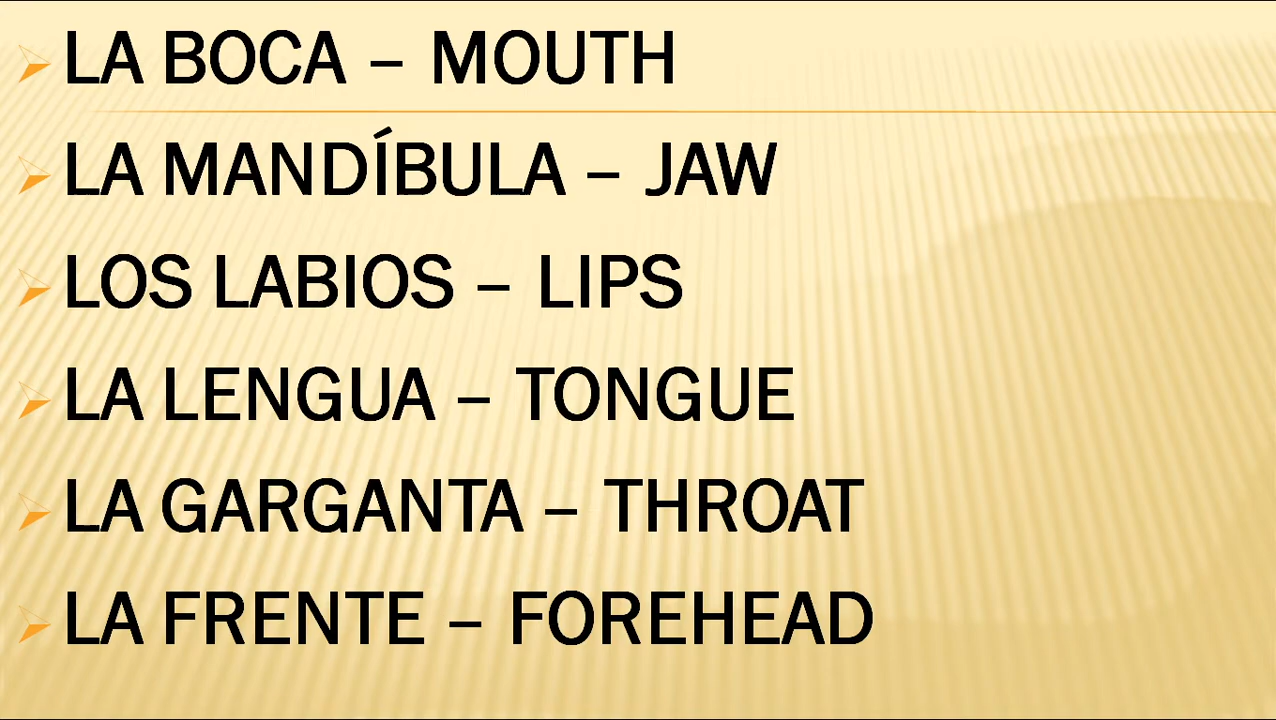 LA BOCA – MOUTH
LA MANDÍBULA – JAW
LOS LABIOS – LIPS
LA LENGUA – TONGUE
LA GARGANTA – THROAT
LA FRENTE – FOREHEAD